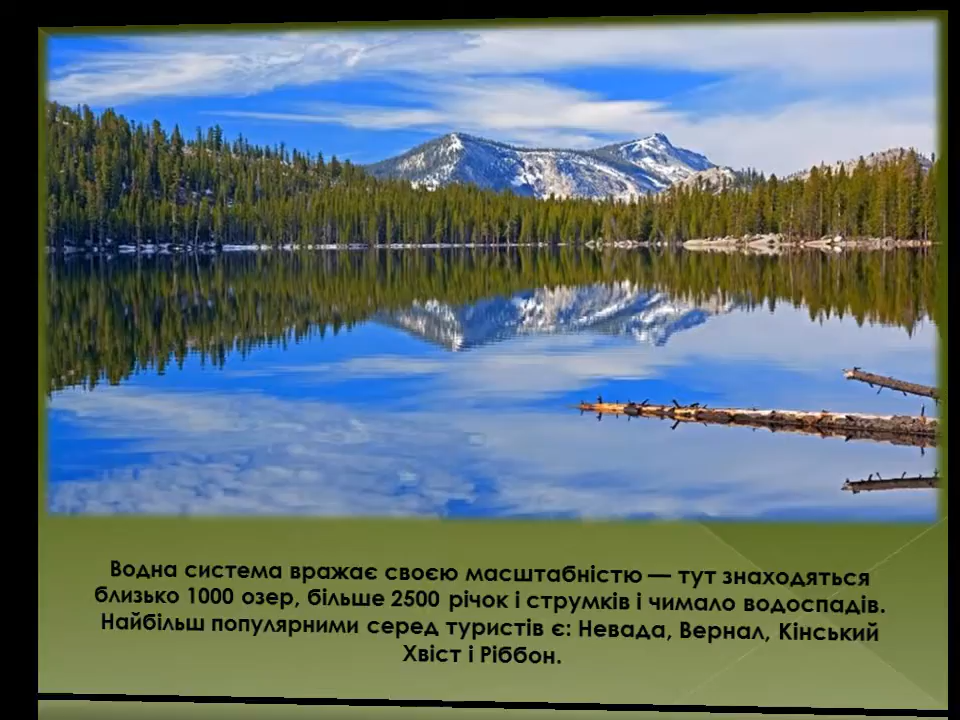 Водна система вражає своєю масштабністю — тут знаходяться
близько 1000 озер, більше 2500 річок і струмків і чимало водоспадів.
Найбільш популярними серед туристів є: Невада, Вернал, Кінський
Хвіст і Ріббон.